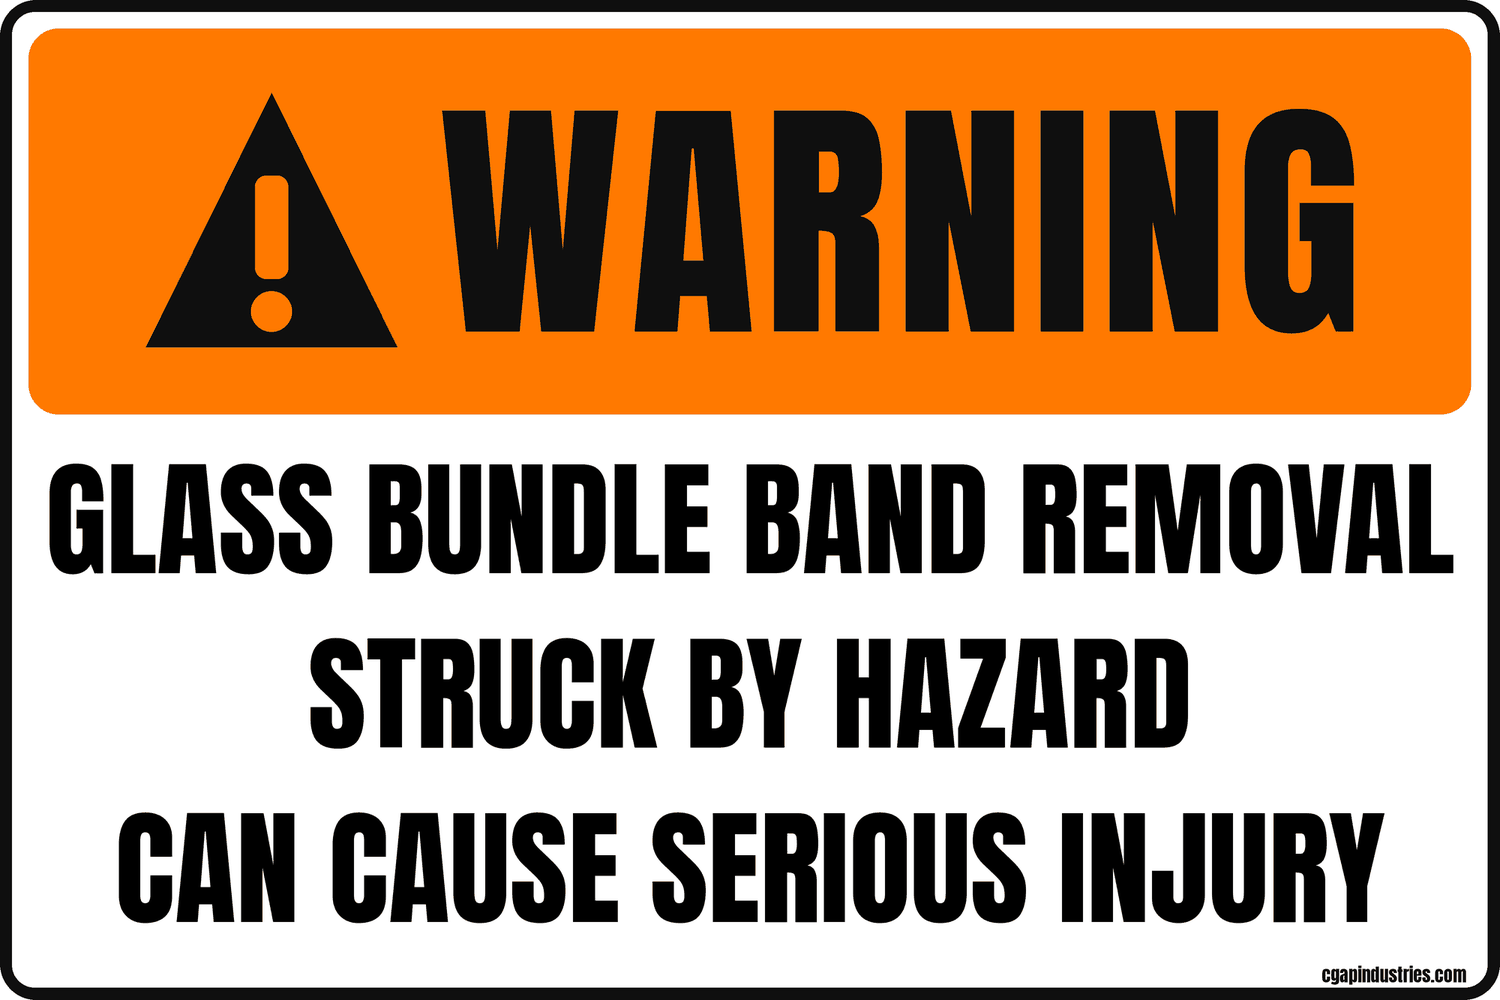 WARNING
GLASS BUNDLE BAND REMOVAL
STRUCK BY HAZARD
CAN CAUSE SERIOUS INJURY
cgapindustries.com